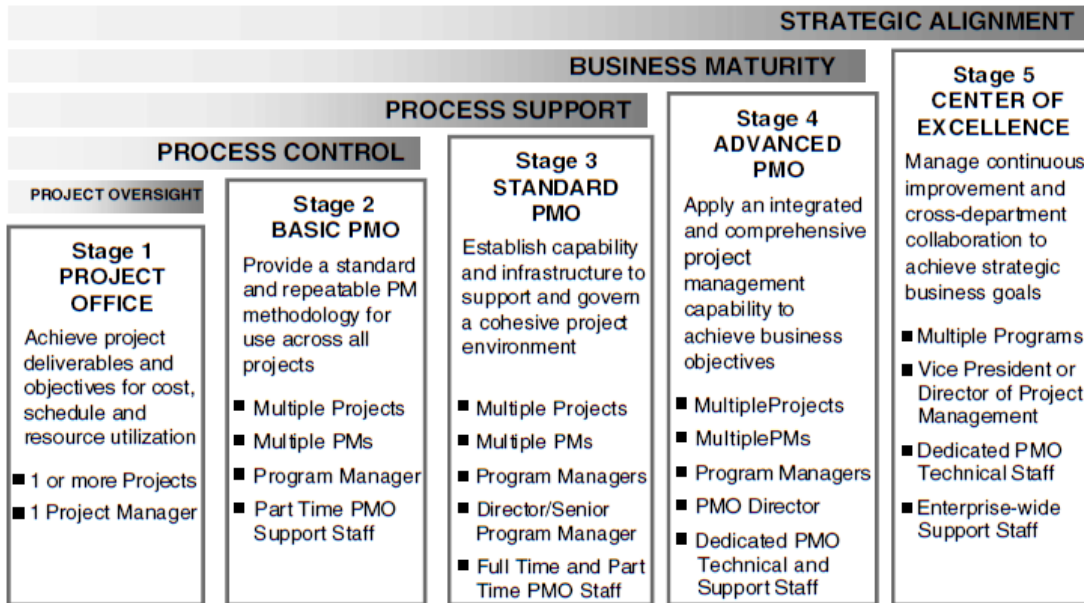 STRATEGIC ALIGNMENT
BUSINESS MATURITY
PROCESS SUPPORT
PROCESS CONTROL
PROJECT OVERSIGHT
Stage 1
PROJECT
OFFICE
Achieve project
deliverables and
objectives for cost,
schedule and
resource utilization
■ 1 or more Projects
■ 1 Project Manager
Stage 2
BASIC PMO
Provide a standard
and repeatable PM
methodology for
use across all
projects
■ Multiple Projects
■ Multiple PMs
■ Program Manager
■ Part Time PMO
Support Staff
Stage 3
STANDARD
PMO
Establish capability
and infrastructure to
support and govern
a cohesive project
environment
■ Multiple Projects
■ Multiple PMs
■ Program Managers
■ Director/Senior
Program Manager
■ Full Time and Part
Time PMO Staff
Stage 4
ADVANCED
PMO
Apply an integrated
and comprehensive
project
management
capability to
achieve business
objectives
■ MultipleProjects
■ MultiplePMs
■ Program Managers
■ PMO Director
■ Dedicated PMO
Technical and
Support Staff
Stage 5
CENTER OF
EXCELLENCE
Manage continuous
improvement and
cross-department
collaboration to
achieve strategic
business goals
■ Multiple Programs
■ Vice President or
Director of Project
Management
■ Dedicated PMO
Technical Staff
■ Enterprise-wide
Support Staff